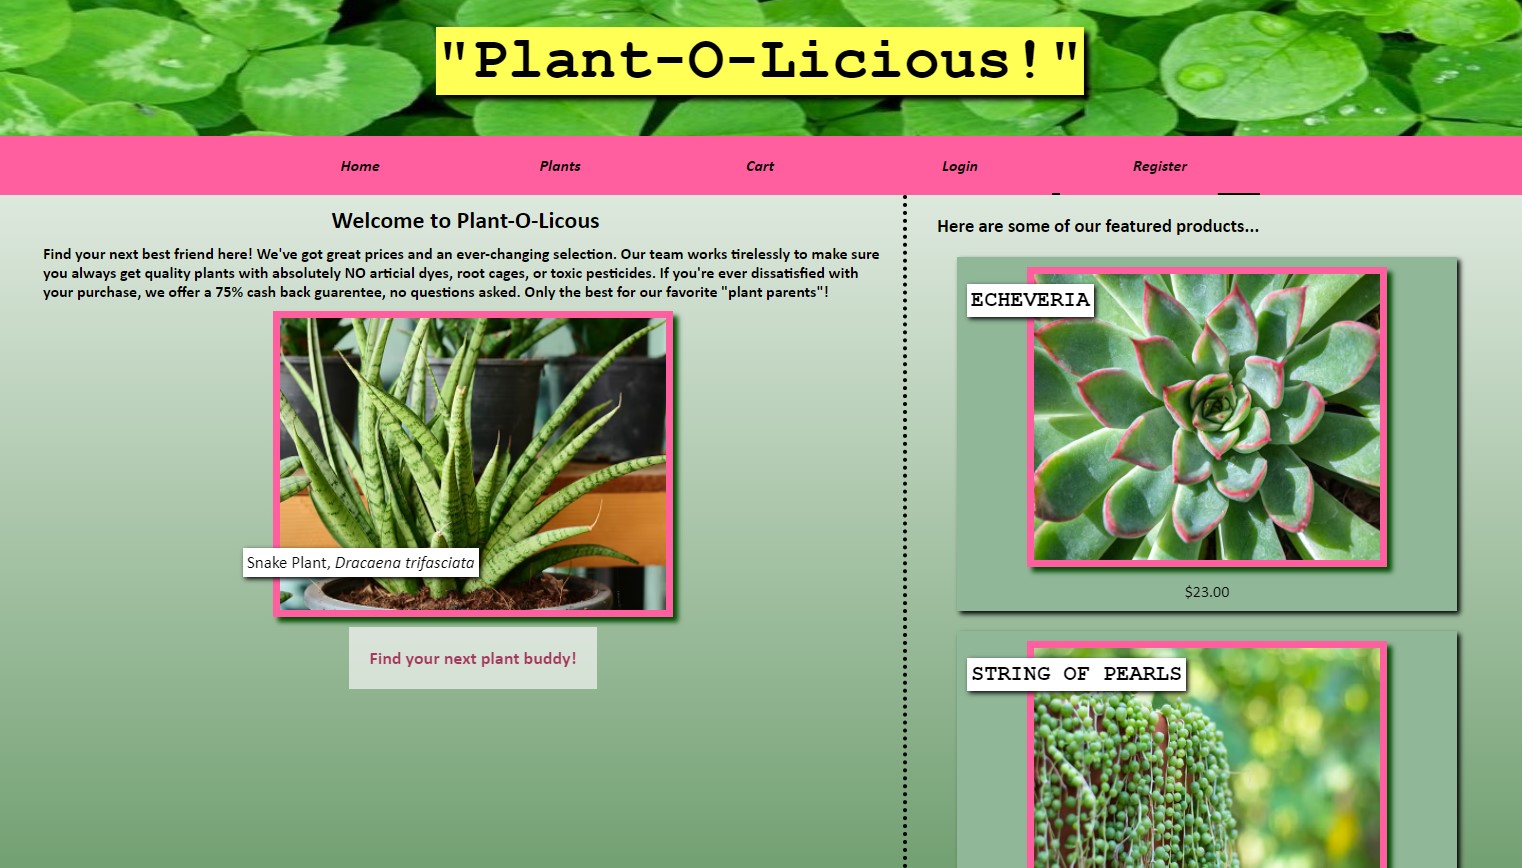 "Plant-O-Licious!"
Home Plants Cart Login Register
Welcome to Plant-O-Licous
Find your next best friend here! We've got great prices and an ever-changing selection. Our team works tirelessly to make sure
you always get quality plants with absolutely NO articial dyes, root cages, or toxic pesticides. If you're ever dissatisfied with
your purchase, we offer a 75% cash back guarentee, no questions asked. Only the best for our favorite "plant parents"!
Snake Plant, Dracaena trifasciata
Find your next plant buddy!
Here are some of our featured products...
ECHEVERIA
$23.00
STRING OF PEARLS